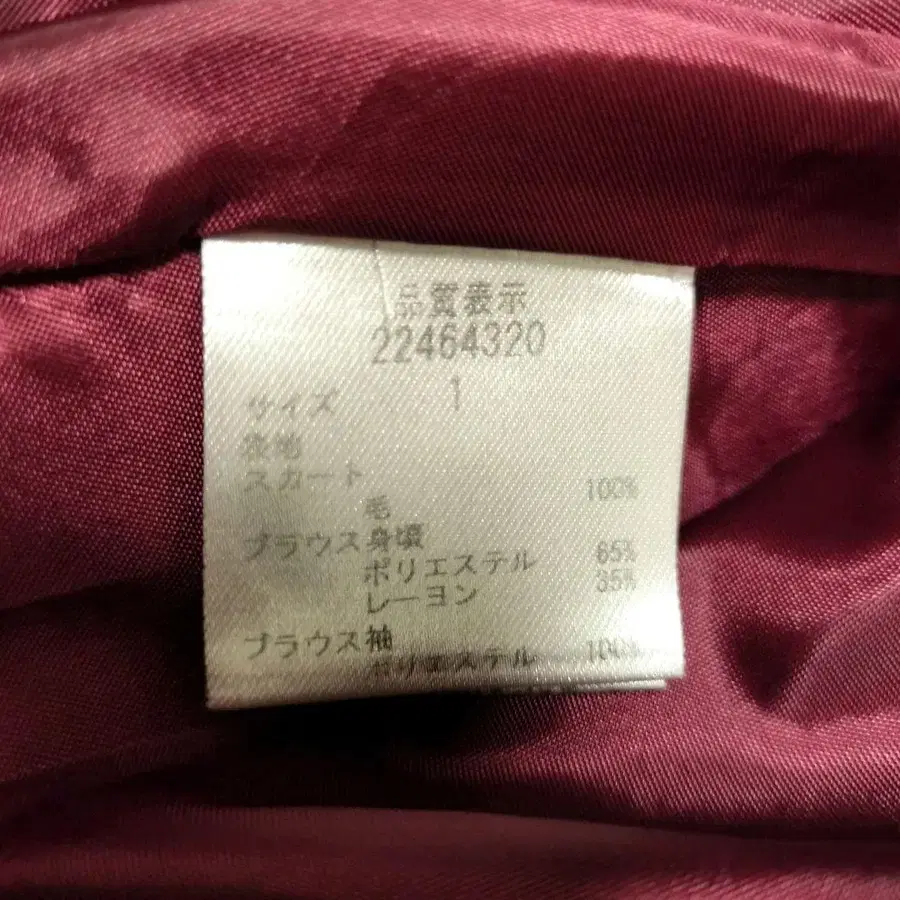 品質表示
22464320
サイズ 1
表地
スカート
毛 100%
ブラウス身頃
ポリエステル 65%
レーヨン 35%
ブラウス袖
ポリエステル 100%